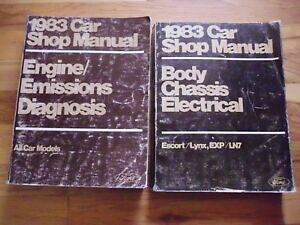 1983 Car
Shop Manual
Engine/
Emissions
Diagnosis
All Car Models
1983 Car
Shop Manual
Body
Chassis
Electrical
Escort/Lynx, EXP/LN7